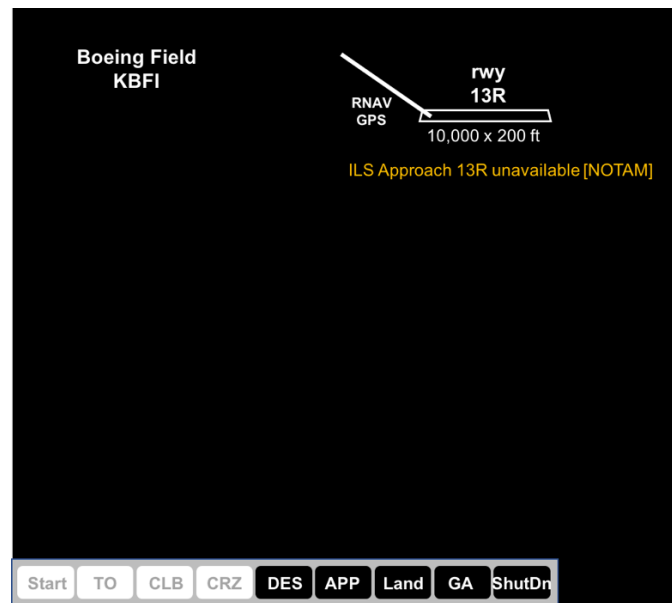 Boeing Field
KBFI
rwy
13R
RNAV
GPS
10,000 x 200 ft
ILS Approach 13R unavailable [NOTAM]
Start TO CLB CRZ DES APP Land GA ShutDn